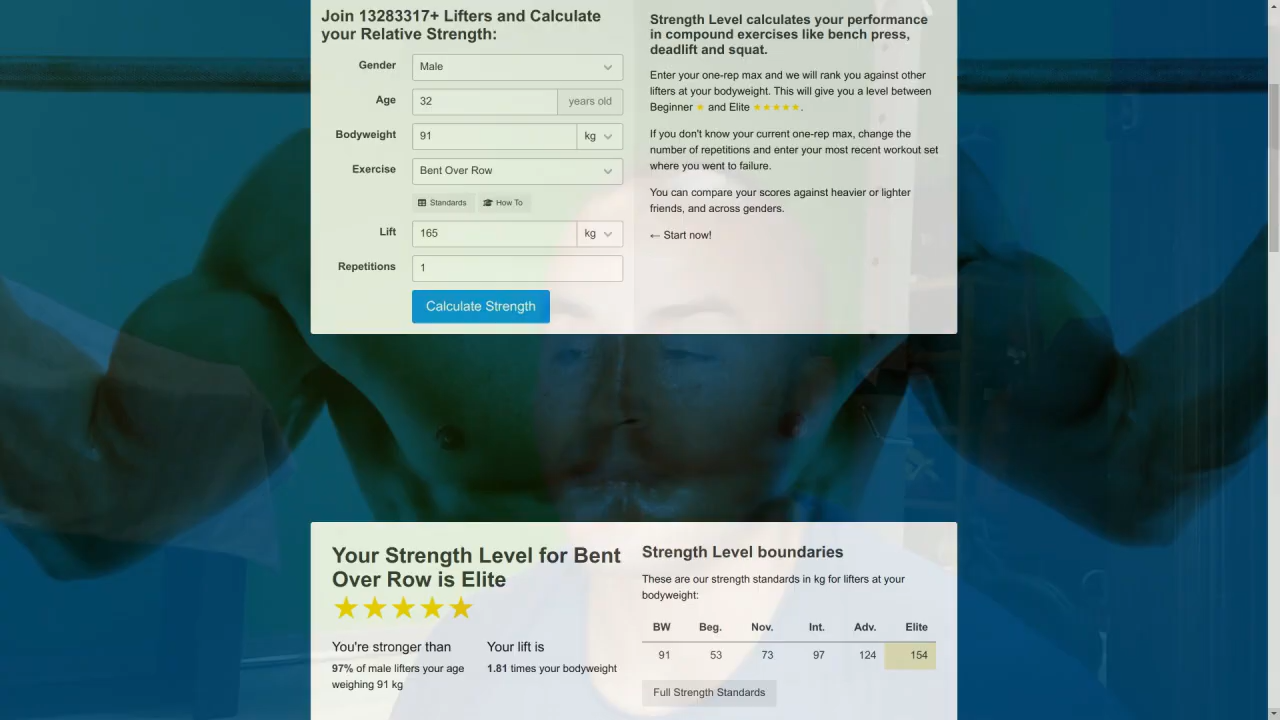 Join 13283317+ Lifters and Calculate
your Relative Strength:
Gender Male
Age 32 years old
Bodyweight 91 kg
Exercise Bent Over Row
Standards How To
Lift 165 kg
Repetitions 1
Calculate Strength
Strength Level calculates your performance
in compound exercises like bench press,
deadlift and squat.
Enter your one-rep max and we will rank you against other
lifters at your bodyweight. This will give you a level between
Beginner ★ and Elite ★★★★★.
If you don't know your current one-rep max, change the
number of repetitions and enter your most recent workout set
where you went to failure.
You can compare your scores against heavier or lighter
friends, and across genders.
← Start now!
Your Strength Level for Bent
Over Row is Elite
★★★★★
You're stronger than
97% of male lifters your age
weighing 91 kg
Your lift is
1.81 times your bodyweight
Strength Level boundaries
These are our strength standards in kg for lifters at your
bodyweight:
BW Beg. Nov. Int. Adv. Elite
91 53 73 97 124 154
Full Strength Standards